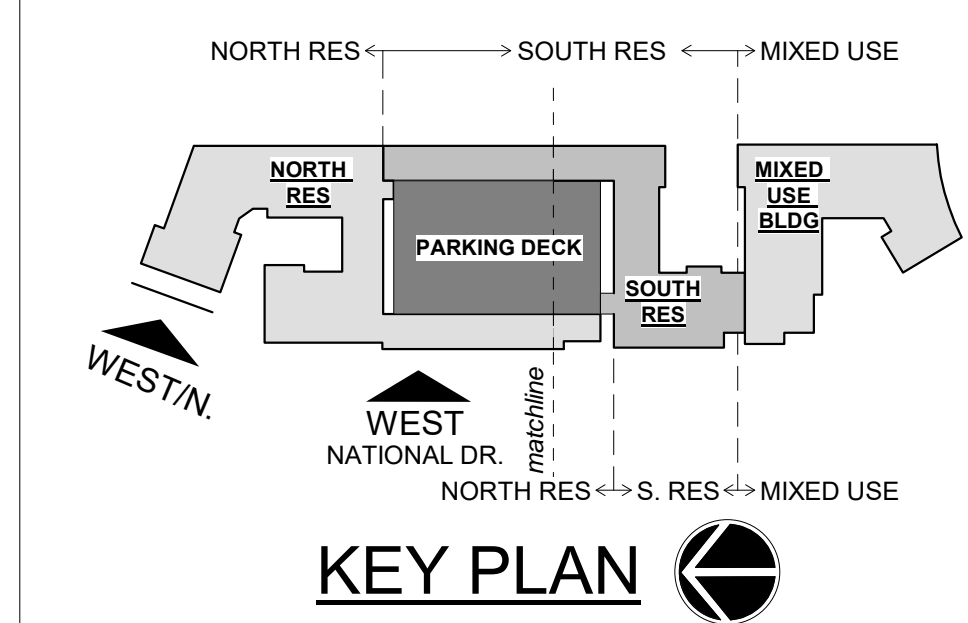 NORTH RES SOUTH RES MIXED USE
NORTH
RES
MIXED
USE
BLDG
PARKING DECK
SOUTH
RES
WEST/N.
WEST
NATIONAL DR.
matchline
NORTH RES S. RES MIXED USE
KEY PLAN